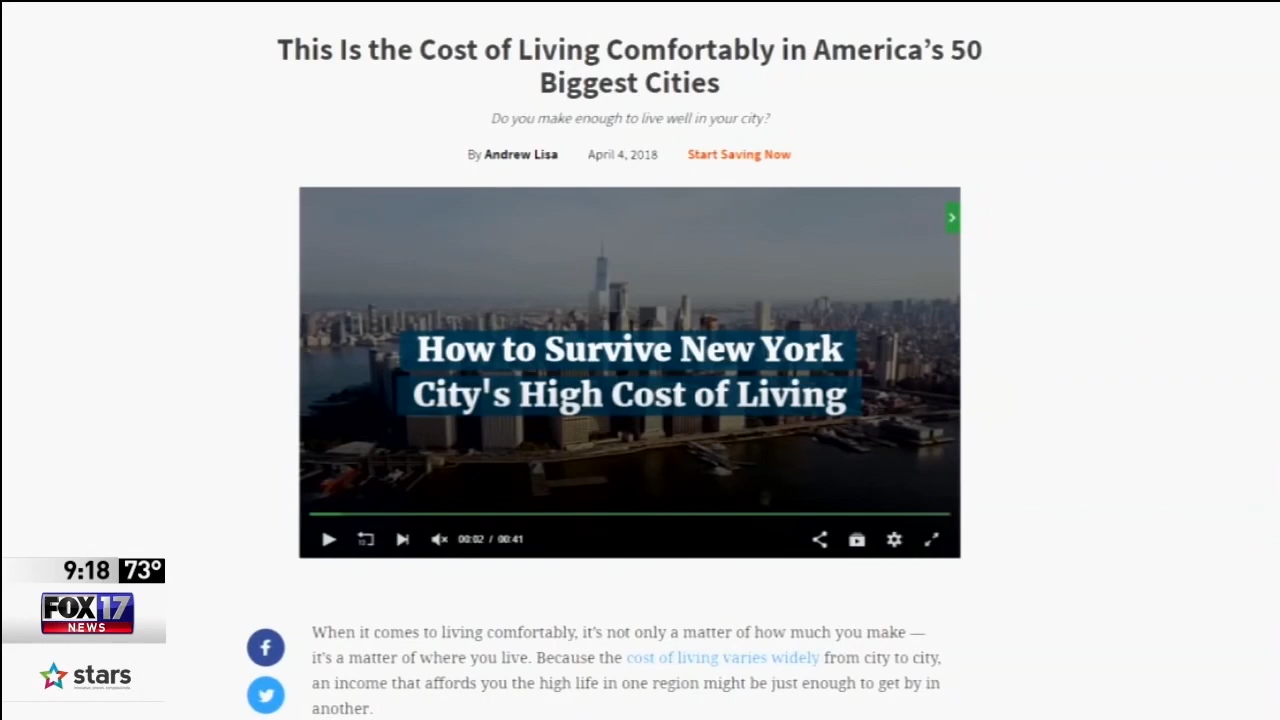 This Is the Cost of Living Comfortably in America's 50
Biggest Cities
Do you make enough to live well in your city?
By Andrew Lisa April 4, 2018 Start Saving Now
How to Survive New York
City's High Cost of Living
00:02 / 00:41
9:18 73°
FOX 17
NEWS
stars
When it comes to living comfortably, it's not only a matter of how much you make —
it's a matter of where you live. Because the cost of living varies widely from city to city,
an income that affords you the high life in one region might be just enough to get by in
another.